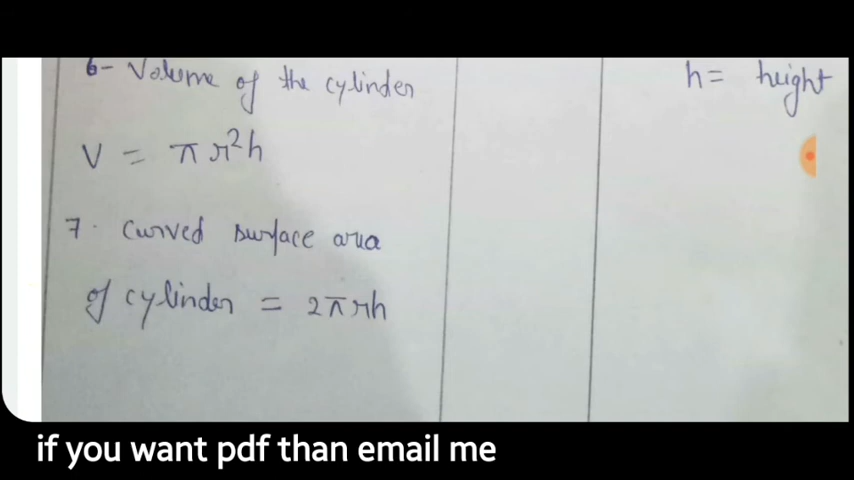 6- Volume of the cylinder
h = height
V = πr²h
7. curved surface area
of cylinder = 2πrh
if you want pdf than email me